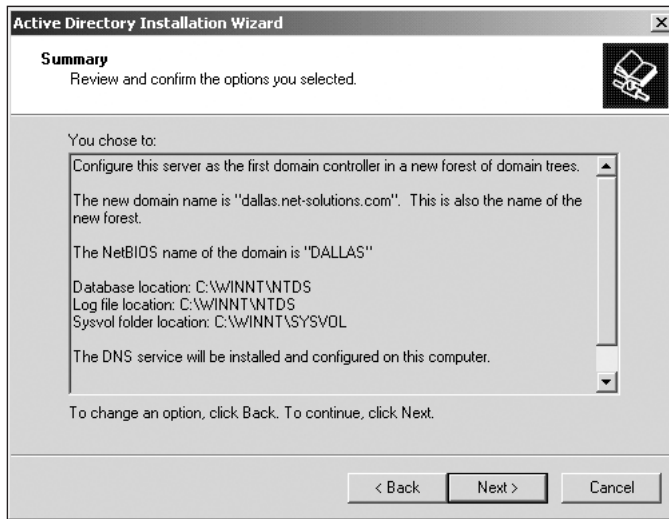 Active Directory Installation Wizard
Summary
Review and confirm the options you selected.
You chose to:
Configure this server as the first domain controller in a new forest of domain trees.
The new domain name is "dallas.net-solutions.com". This is also the name of the
new forest.
The NetBIOS name of the domain is "DALLAS"
Database location: C:\WINNT\NTDS
Log file location: C:\WINNT\NTDS
Sysvol folder location: C:\WINNT\SYSVOL
The DNS service will be installed and configured on this computer.
To change an option, click Back. To continue, click Next.
< Back Next > Cancel